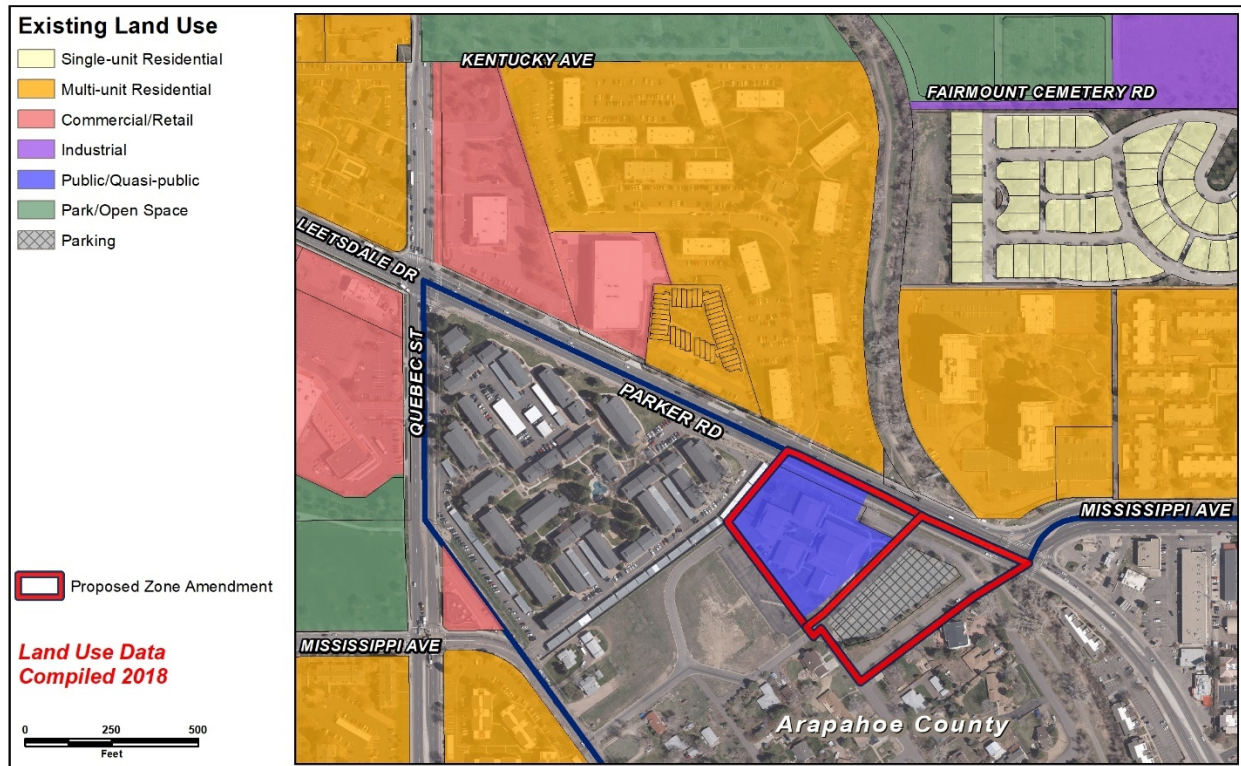 Existing Land Use
Single-unit Residential
Multi-unit Residential
Commercial/Retail
Industrial
Public/Quasi-public
Park/Open Space
Parking
Proposed Zone Amendment
Land Use Data
Compiled 2018
0 250 500
Feet
KENTUCKY AVE
FAIRMOUNT CEMETERY RD
LEETSDALE DR
QUEBEC ST
PARKER RD
MISSISSIPPI AVE
MISSISSIPPI AVE
Arapahoe County